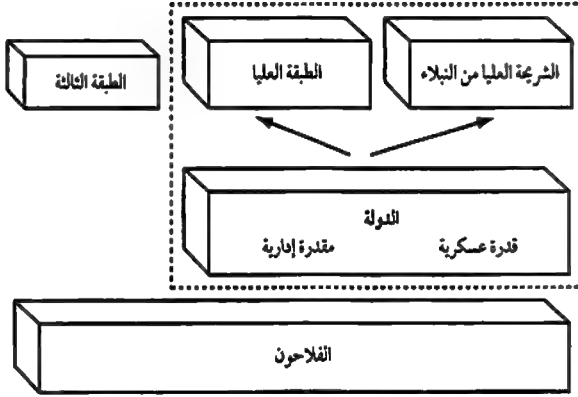 الشريحة العليا من النبلاء
الطبقة العليا
الطبقة الثالثة
الدولة
قدرة عسكرية
مقدرة إدارية
الفلاحون